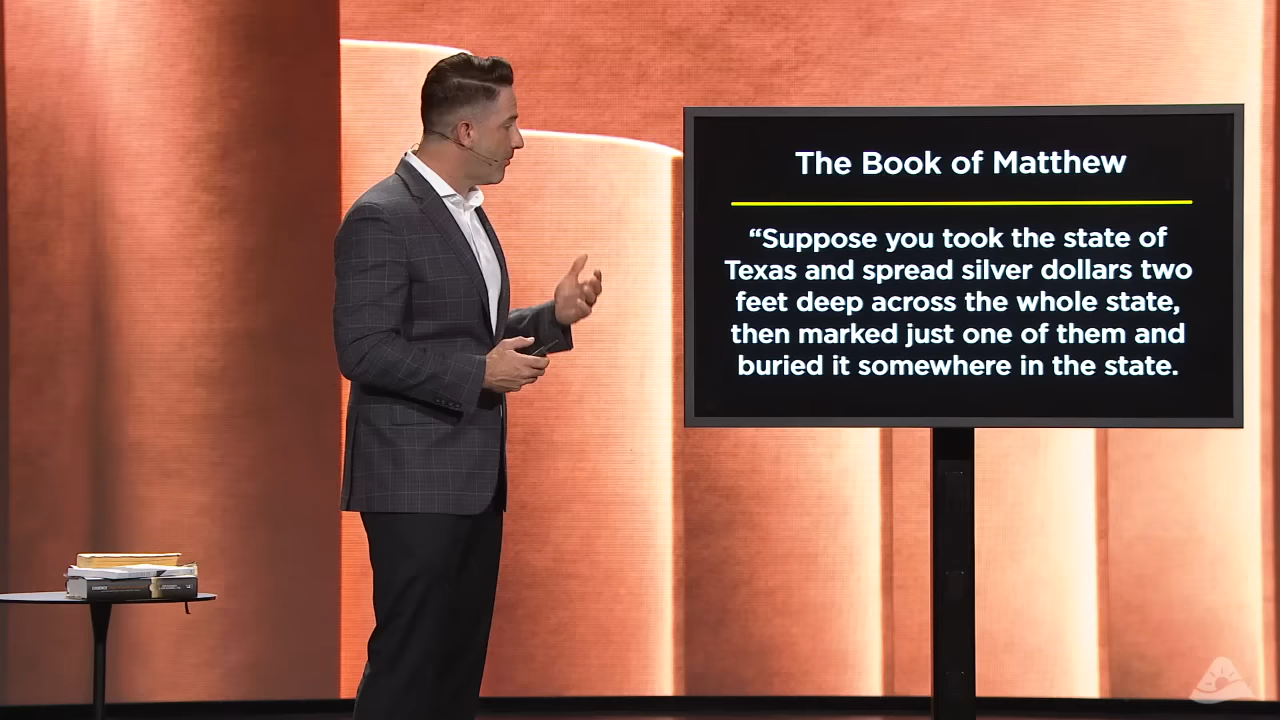 The Book of Matthew
“Suppose you took the state of
Texas and spread silver dollars two
feet deep across the whole state,
then marked just one of them and
buried it somewhere in the state.